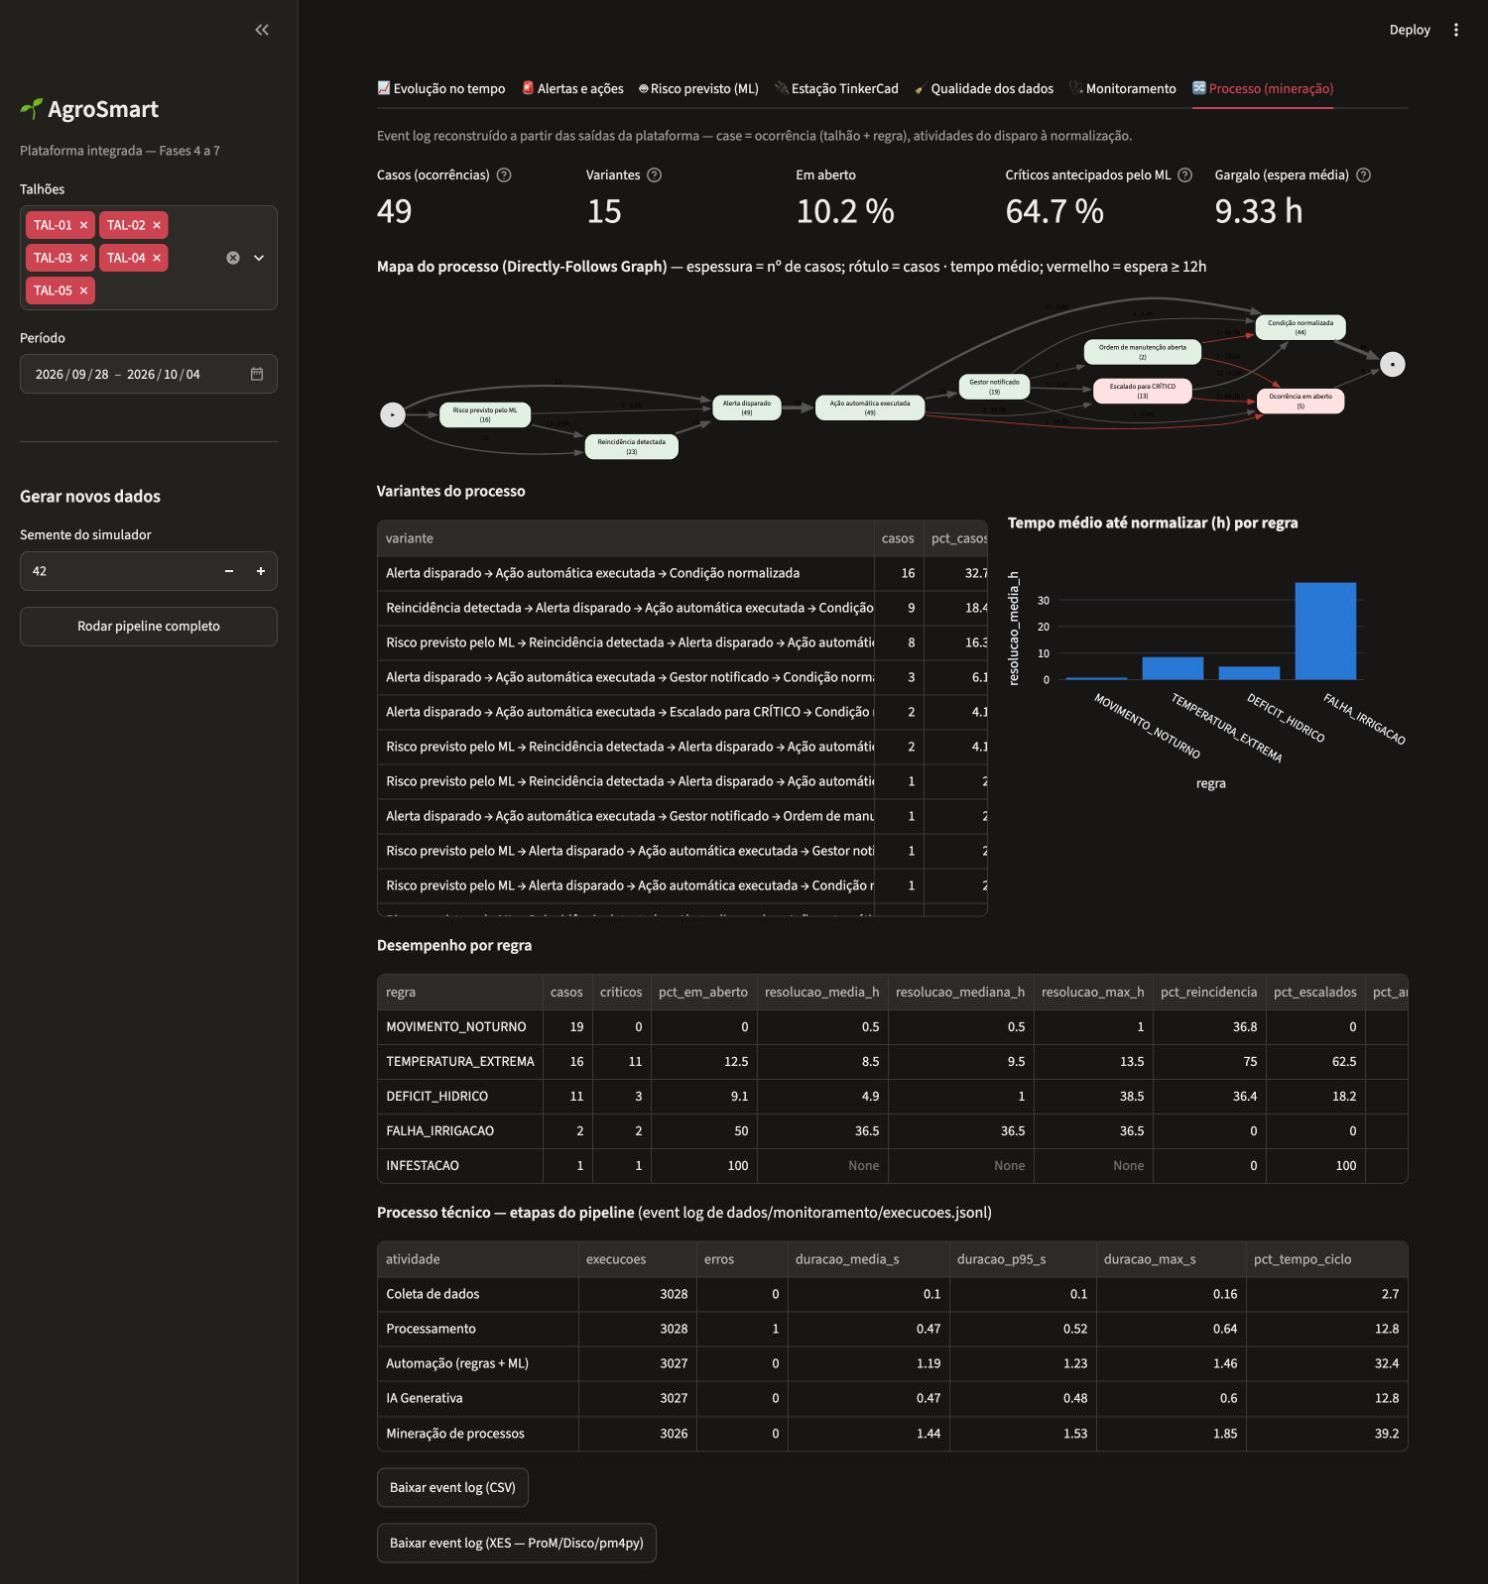 Deploy
AgroSmart
Plataforma integrada — Fases 4 a 7
Talhões
TAL-01 × TAL-02 ×
TAL-03 × TAL-04 ×
TAL-05 ×
Período
2026/09/28 – 2026/10/04
Gerar novos dados
Semente do simulador
42 − +
Rodar pipeline completo
Evolução no tempo Alertas e ações Risco previsto (ML) Estação TinkerCad Qualidade dos dados Monitoramento Processo (mineração)
Event log reconstruído a partir das saídas da plataforma — case = ocorrência (talhão + regra), atividades do disparo à normalização.
Casos (ocorrências) Variantes Em aberto Críticos antecipados pelo ML Gargalo (espera média)
49 15 10.2 % 64.7 % 9.33 h
Mapa do processo (Directly-Follows Graph) — espessura = nº de casos; rótulo = casos · tempo médio; vermelho = espera ≥ 12h
Risco previsto pelo ML
(16)
Reincidência detectada
(23)
Alerta disparado
(49)
Ação automática executada
(49)
Gestor notificado
(19)
Ordem de manutenção aberta
(2)
Escalado para CRÍTICO
(13)
Condição normalizada
(44)
Ocorrência em aberto
(5)
Variantes do processo
variante casos pct_casos
Alerta disparado → Ação automática executada → Condição normalizada 16 32.7
Reincidência detectada → Alerta disparado → Ação automática executada → Condição 9 18.4
Risco previsto pelo ML → Reincidência detectada → Alerta disparado → Ação automátic 8 16.3
Alerta disparado → Ação automática executada → Gestor notificado → Condição norma 3 6.1
Alerta disparado → Ação automática executada → Escalado para CRÍTICO → Condição 2 4.1
Risco previsto pelo ML → Reincidência detectada → Alerta disparado → Ação automátic 2 4.1
Risco previsto pelo ML → Reincidência detectada → Alerta disparado → Ação automátic 1 2
Alerta disparado → Ação automática executada → Gestor notificado → Ordem de manu 1 2
Risco previsto pelo ML → Alerta disparado → Ação automática executada → Gestor noti 1 2
Risco previsto pelo ML → Alerta disparado → Ação automática executada → Condição 1 2
Tempo médio até normalizar (h) por regra
resolucao_media_h
30
20
10
0
MOVIMENTO_NOTURNO
TEMPERATURA_EXTREMA
DEFICIT_HIDRICO
FALHA_IRRIGACAO
regra
Desempenho por regra
regra casos criticos pct_em_aberto resolucao_media_h resolucao_mediana_h resolucao_max_h pct_reincidencia pct_escalados
MOVIMENTO_NOTURNO 19 0 0 0.5 0.5 1 36.8 0
TEMPERATURA_EXTREMA 16 11 12.5 8.5 9.5 13.5 75 62.5
DEFICIT_HIDRICO 11 3 9.1 4.9 1 38.5 36.4 18.2
FALHA_IRRIGACAO 2 2 50 36.5 36.5 36.5 0 0
INFESTACAO 1 1 100 None None None 0 100
Processo técnico — etapas do pipeline (event log de dados/monitoramento/execucoes.jsonl)
atividade execucoes erros duracao_media_s duracao_p95_s duracao_max_s pct_tempo_ciclo
Coleta de dados 3028 0 0.1 0.1 0.16 2.7
Processamento 3028 1 0.47 0.52 0.64 12.8
Automação (regras + ML) 3027 0 1.19 1.23 1.46 32.4
IA Generativa 3027 0 0.47 0.48 0.6 12.8
Mineração de processos 3026 0 1.44 1.53 1.85 39.2
Baixar event log (CSV)
Baixar event log (XES — ProM/Disco/pm4py)